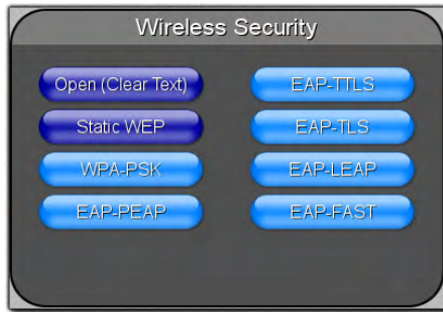 Wireless Security
Open (Clear Text)
EAP-TTLS
Static WEP
EAP-TLS
WPA-PSK
EAP-LEAP
EAP-PEAP
EAP-FAST